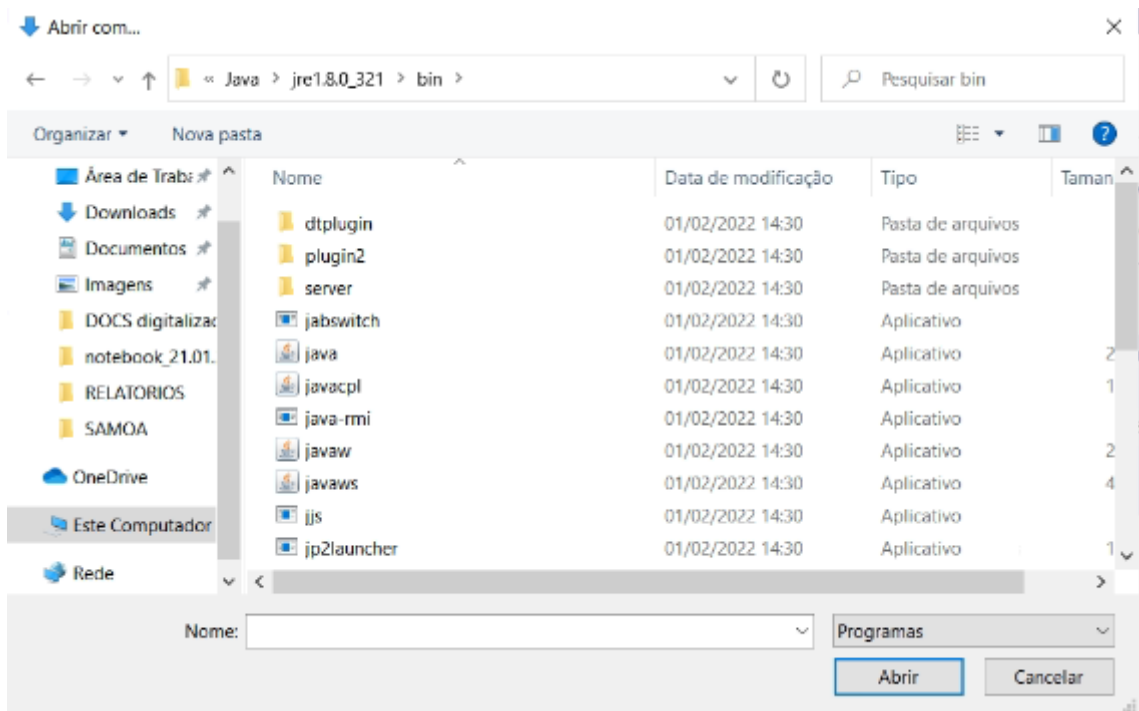 Abrir com...
« Java > jre1.8.0_321 > bin > Pesquisar bin
Organizar Nova pasta
Nome Data de modificação Tipo Taman
Área de Traba
Downloads
Documentos
Imagens
DOCS digitalizac
notebook_21.01.
RELATORIOS
SAMOA
OneDrive
Este Computador
Rede
dtplugin 01/02/2022 14:30 Pasta de arquivos
plugin2 01/02/2022 14:30 Pasta de arquivos
server 01/02/2022 14:30 Pasta de arquivos
jabswitch 01/02/2022 14:30 Aplicativo
java 01/02/2022 14:30 Aplicativo 2
javacpl 01/02/2022 14:30 Aplicativo 1
java-rmi 01/02/2022 14:30 Aplicativo
javaw 01/02/2022 14:30 Aplicativo 2
javaws 01/02/2022 14:30 Aplicativo 4
jjs 01/02/2022 14:30 Aplicativo
jp2launcher 01/02/2022 14:30 Aplicativo 1
Nome: Programas
Abrir Cancelar